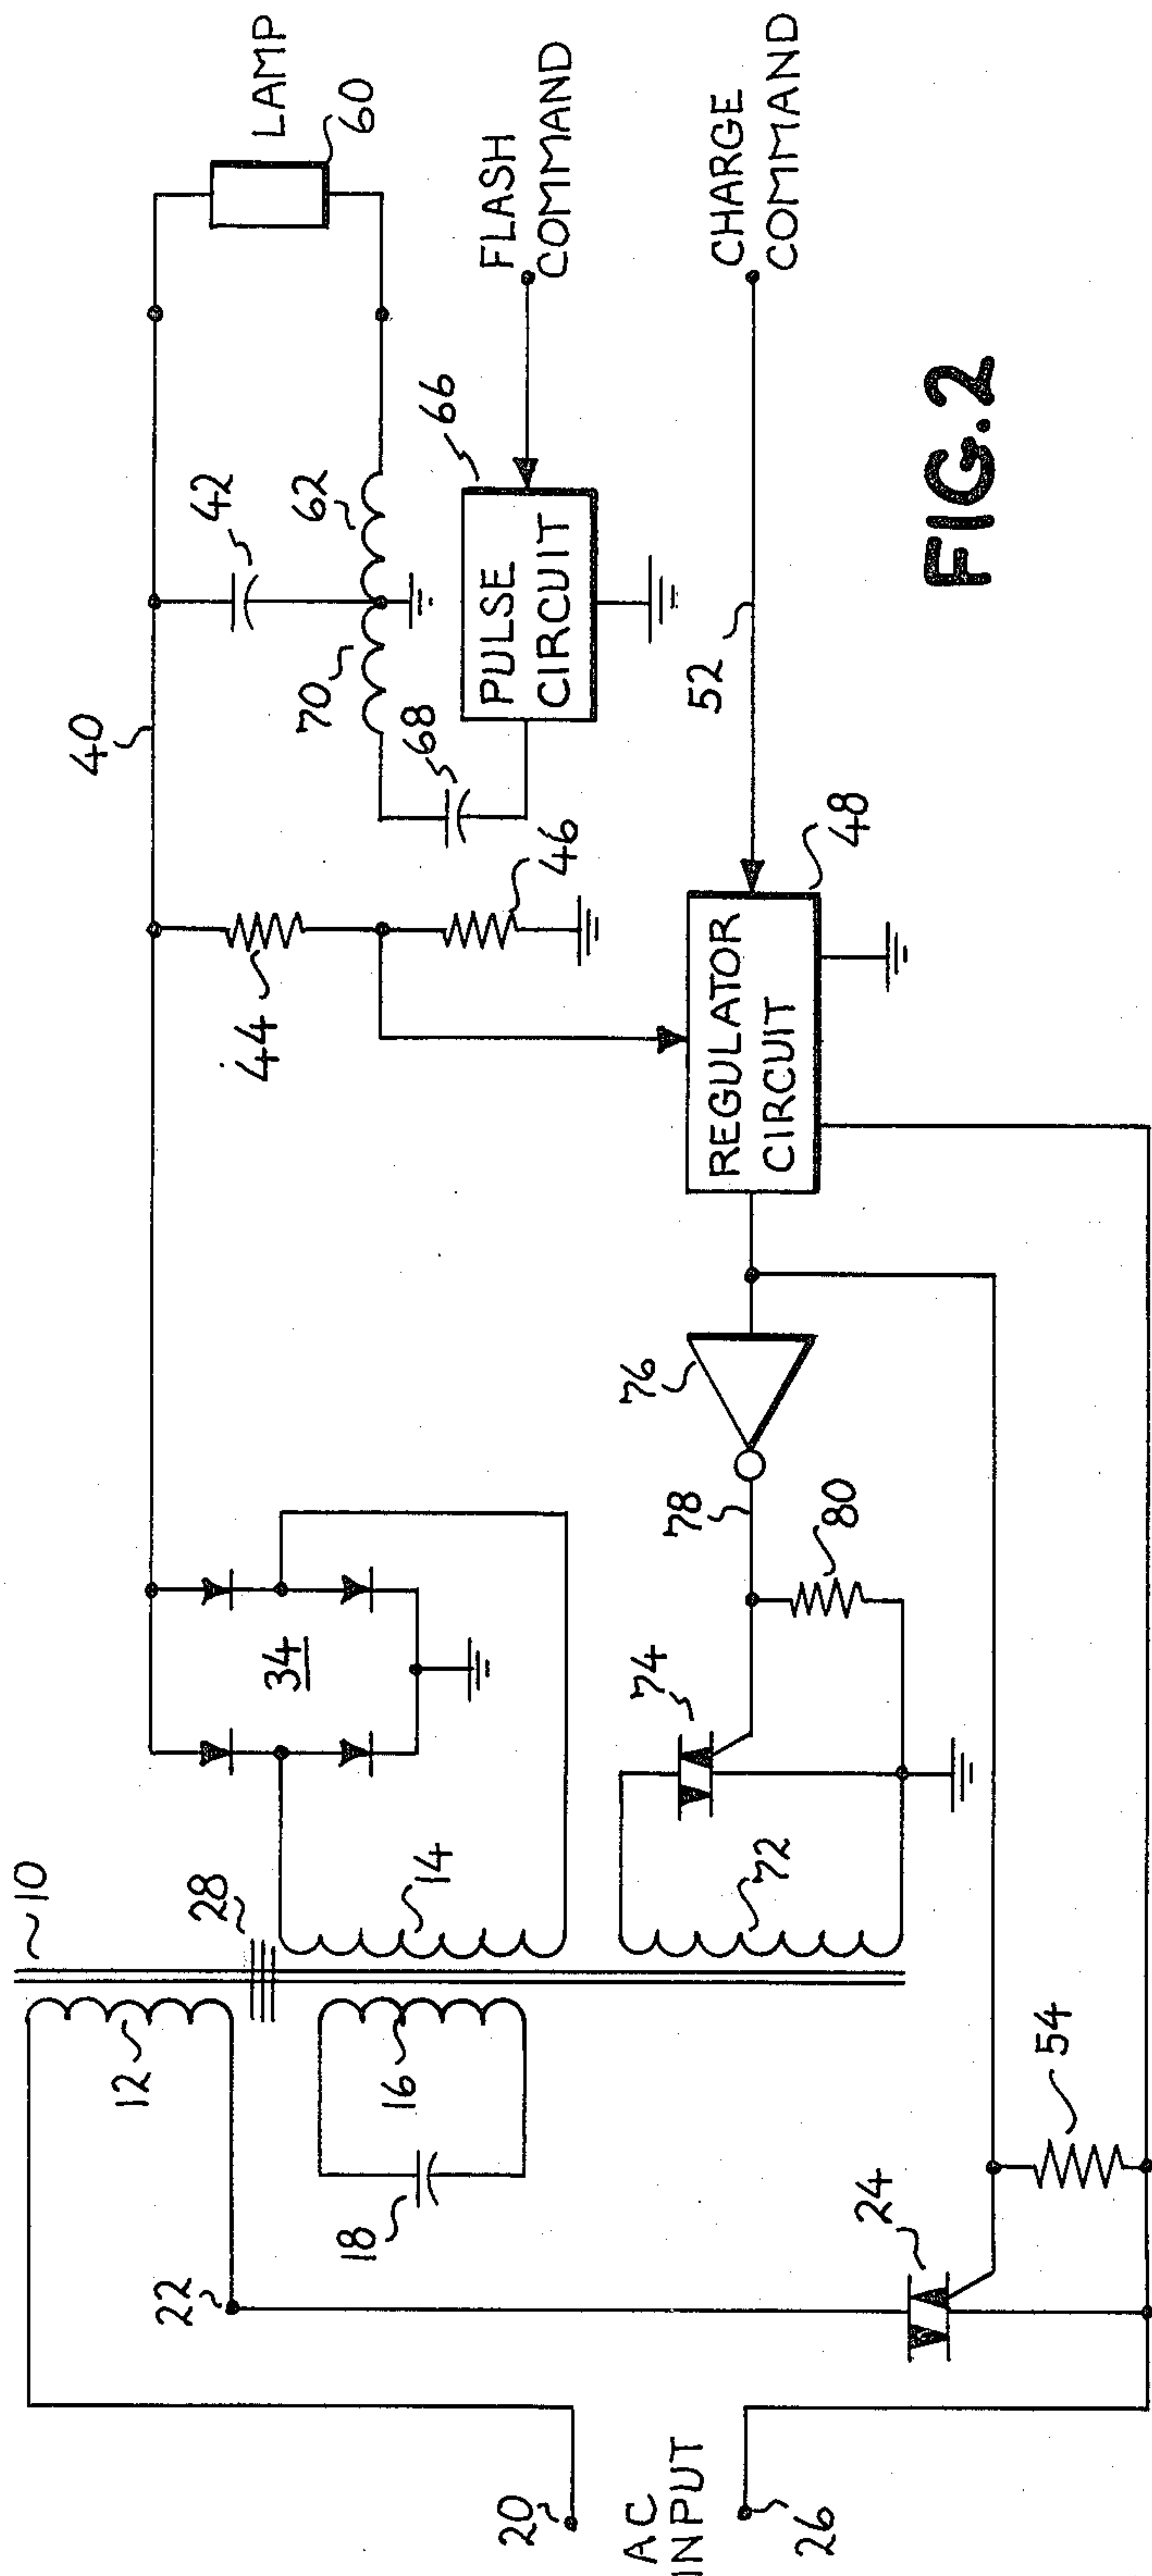 10
12
14
16
18
20
22
24
26
28
34
40
42
44
46
48
52
54
60
62
66
68
70
72
74
76
78
80
AC
INPUT
LAMP
FLASH
COMMAND
CHARGE
COMMAND
PULSE
CIRCUIT
REGULATOR
CIRCUIT
FIG.2